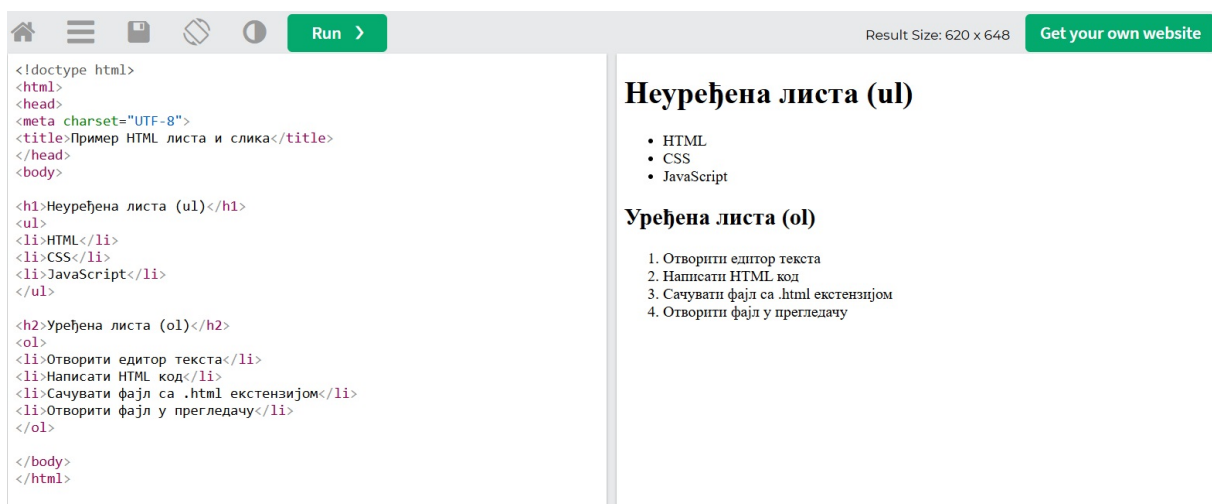 Run ❯
Result Size: 620 x 648
Get your own website
<!doctype html>
<html>
<head>
<meta charset="UTF-8">
<title>Пример HTML листа и слика</title>
</head>
<body>
<h1>Неуређена листа (ul)</h1>
<ul>
<li>HTML</li>
<li>CSS</li>
<li>JavaScript</li>
</ul>
<h2>Уређена листа (ol)</h2>
<ol>
<li>Отворити едитор текста</li>
<li>Написати HTML код</li>
<li>Сачувати фајл са .html екстензијом</li>
<li>Отворити фајл у прегледачу</li>
</ol>
</body>
</html>
Неуређена листа (ul)
• HTML
• CSS
• JavaScript
Уређена листа (ol)
1. Отворити едитор текста
2. Написати HTML код
3. Сачувати фајл са .html екстензијом
4. Отворити фајл у прегледачу